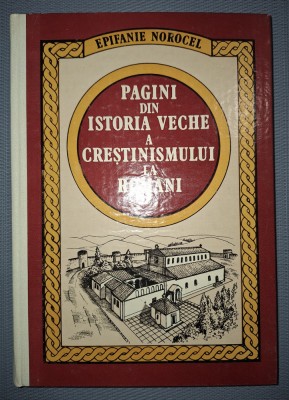 EPIFANIE NOROCEL
PAGINI
DIN
ISTORIA VECHE
A
CREȘTINISMULUI
LA
ROMÂNI